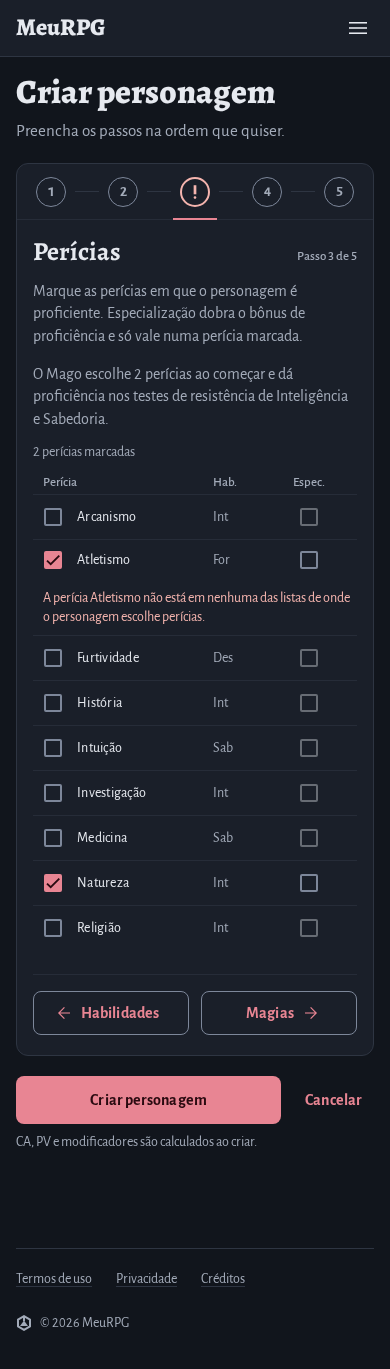 MeuRPG
Criar personagem
Preencha os passos na ordem que quiser.
1 2 ! 4 5
Perícias
Passo 3 de 5
Marque as perícias em que o personagem é
proficiente. Especialização dobra o bônus de
proficiência e só vale numa perícia marcada.
O Mago escolhe 2 perícias ao começar e dá
proficiência nos testes de resistência de Inteligência
e Sabedoria.
2 perícias marcadas
Perícia Hab. Espec.
Arcanismo Int
Atletismo For
A perícia Atletismo não está em nenhuma das listas de onde
o personagem escolhe perícias.
Furtividade Des
História Int
Intuição Sab
Investigação Int
Medicina Sab
Natureza Int
Religião Int
Habilidades
Magias
Criar personagem
Cancelar
CA, PV e modificadores são calculados ao criar.
Termos de uso Privacidade Créditos
© 2026 MeuRPG